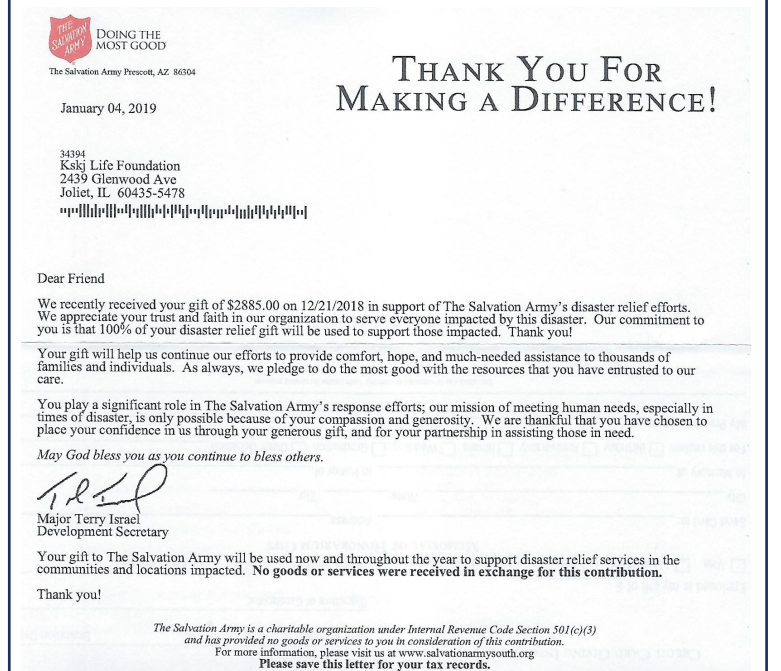 THE SALVATION ARMY
DOING THE
MOST GOOD
The Salvation Army Prescott, AZ 86304
THANK YOU FOR
MAKING A DIFFERENCE!
January 04, 2019
34394
Kskj Life Foundation
2439 Glenwood Ave
Joliet, IL 60435-5478
Dear Friend
We recently received your gift of $2885.00 on 12/21/2018 in support of The Salvation Army's disaster relief efforts.
We appreciate your trust and faith in our organization to serve everyone impacted by this disaster. Our commitment to
you is that 100% of your disaster relief gift will be used to support those impacted. Thank you!
Your gift will help us continue our efforts to provide comfort, hope, and much-needed assistance to thousands of
families and individuals. As always, we pledge to do the most good with the resources that you have entrusted to our
care.
You play a significant role in The Salvation Army's response efforts; our mission of meeting human needs, especially in
times of disaster, is only possible because of your compassion and generosity. We are thankful that you have chosen to
place your confidence in us through your generous gift, and for your partnership in assisting those in need.
May God bless you as you continue to bless others.
Major Terry Israel
Development Secretary
Your gift to The Salvation Army will be used now and throughout the year to support disaster relief services in the
communities and locations impacted. No goods or services were received in exchange for this contribution.
Thank you!
The Salvation Army is a charitable organization under Internal Revenue Code Section 501(c)(3)
and has provided no goods or services to you in consideration of this contribution.
For more information, please visit us at www.salvationarmysouth.org
Please save this letter for your tax records.